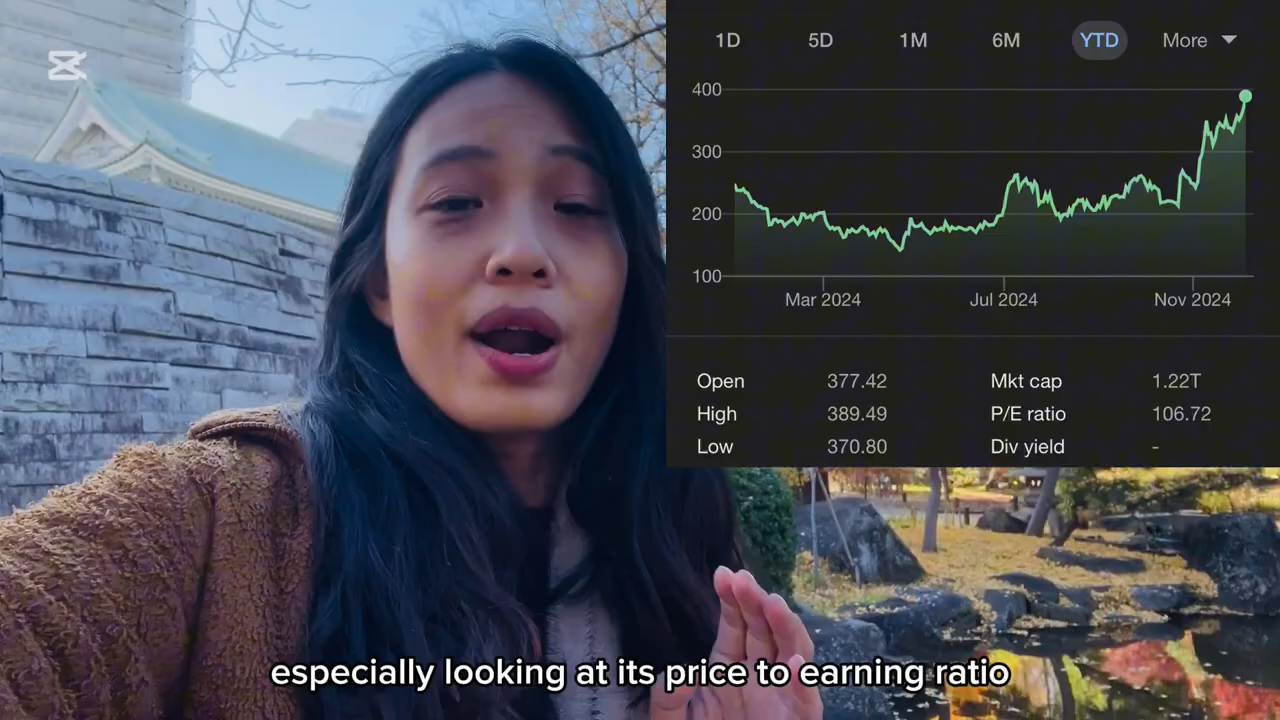 1D 5D 1M 6M YTD More
400
300
200
100
Mar 2024 Jul 2024 Nov 2024
Open 377.42 Mkt cap 1.22T
High 389.49 P/E ratio 106.72
Low 370.80 Div yield -
especially looking at its price to earning ratio